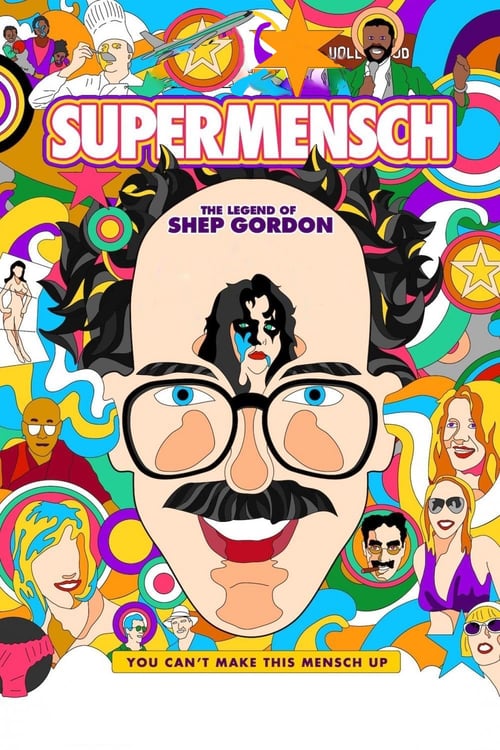 SUPERMENSCH
THE LEGEND OF
SHEP GORDON
YOU CAN'T MAKE THIS MENSCH UP